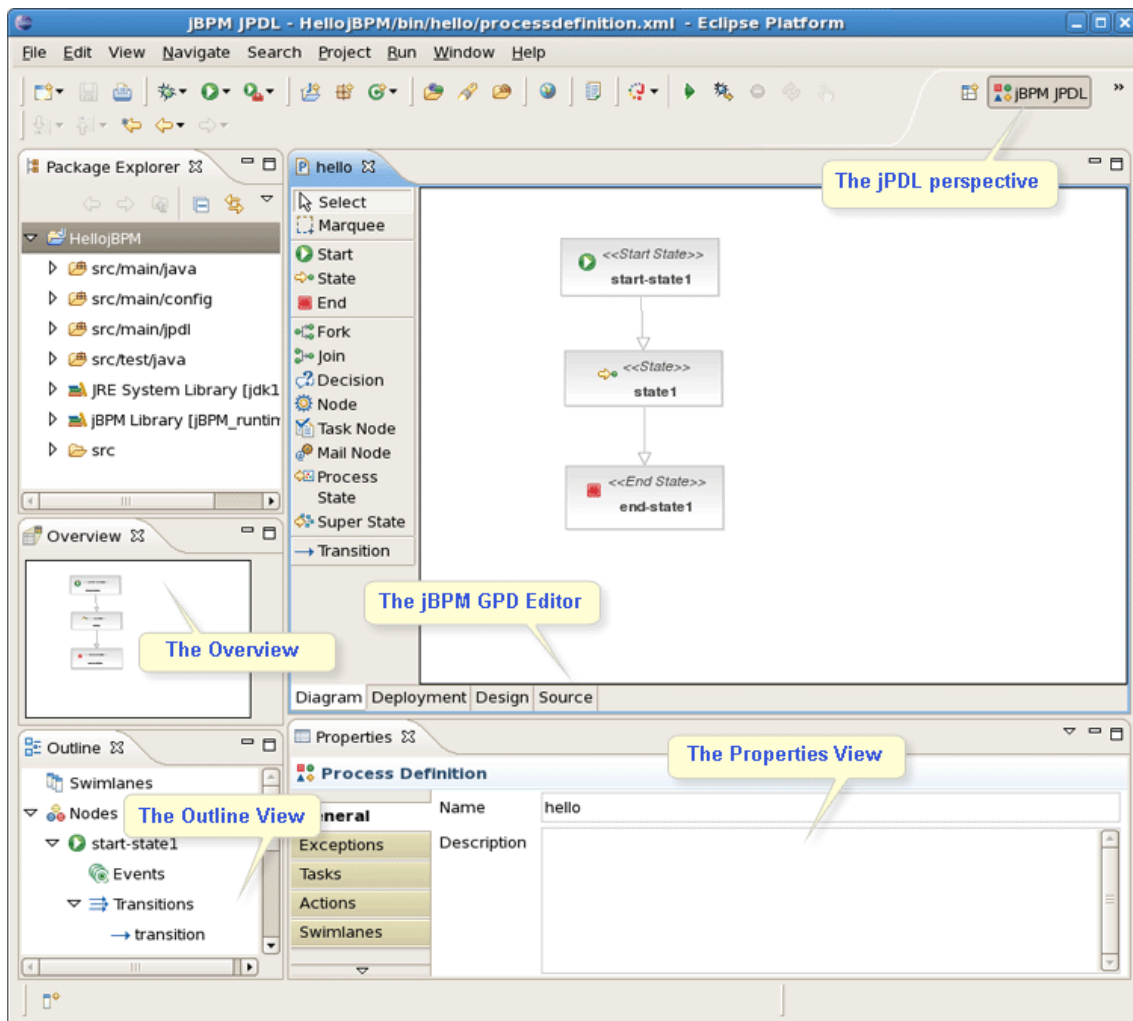 jBPM JPDL - HellojBPM/bin/hello/processdefinition.xml - Eclipse Platform
File Edit View Navigate Search Project Run Window Help
jBPM JPDL
»
Package Explorer
HellojBPM
src/main/java
src/main/config
src/main/jpdl
src/test/java
JRE System Library [jdk1
jBPM Library [jBPM_runtim
src
hello
The jPDL perspective
Select
Marquee
Start
State
End
Fork
Join
Decision
Node
Task Node
Mail Node
Process
State
Super State
Transition
<<Start State>>
start-state1
<<State>>
state1
<<End State>>
end-state1
The jBPM GPD Editor
Diagram Deployment Design Source
Overview
The Overview
Outline
Swimlanes
Nodes
The Outline View
start-state1
Events
Transitions
transition
Properties
The Properties View
Process Definition
neral
Exceptions
Tasks
Actions
Swimlanes
Name hello
Description